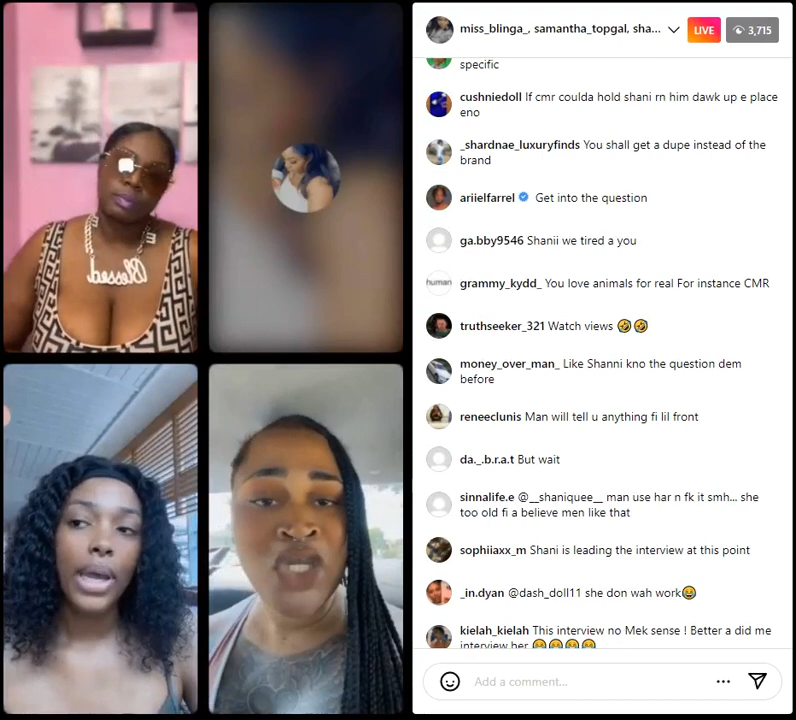 Blessed
miss_blinga_, samantha_topgal, sha...
LIVE
3,715
specific
cushniedoll If cmr coulda hold shani rn him dawk up e place
eno
_shardnae_luxuryfinds You shall get a dupe instead of the
brand
ariielfarrel Get into the question
ga.bby9546 Shanii we tired a you
human
grammy_kydd_ You love animals for real For instance CMR
truthseeker_321 Watch views 🤣🤣
money_over_man_ Like Shanni kno the question dem
before
reneeclunis Man will tell u anything fi lil front
da._.b.r.a.t But wait
sinnalife.e @__shaniquee__ man use har n fk it smh... she
too old fi a believe men like that
sophiiaxx_m Shani is leading the interview at this point
_in.dyan @dash_doll11 she don wah work😂
kielah_kielah This interview no Mek sense ! Better a did me
interview her 😂😂😂😂
Add a comment...